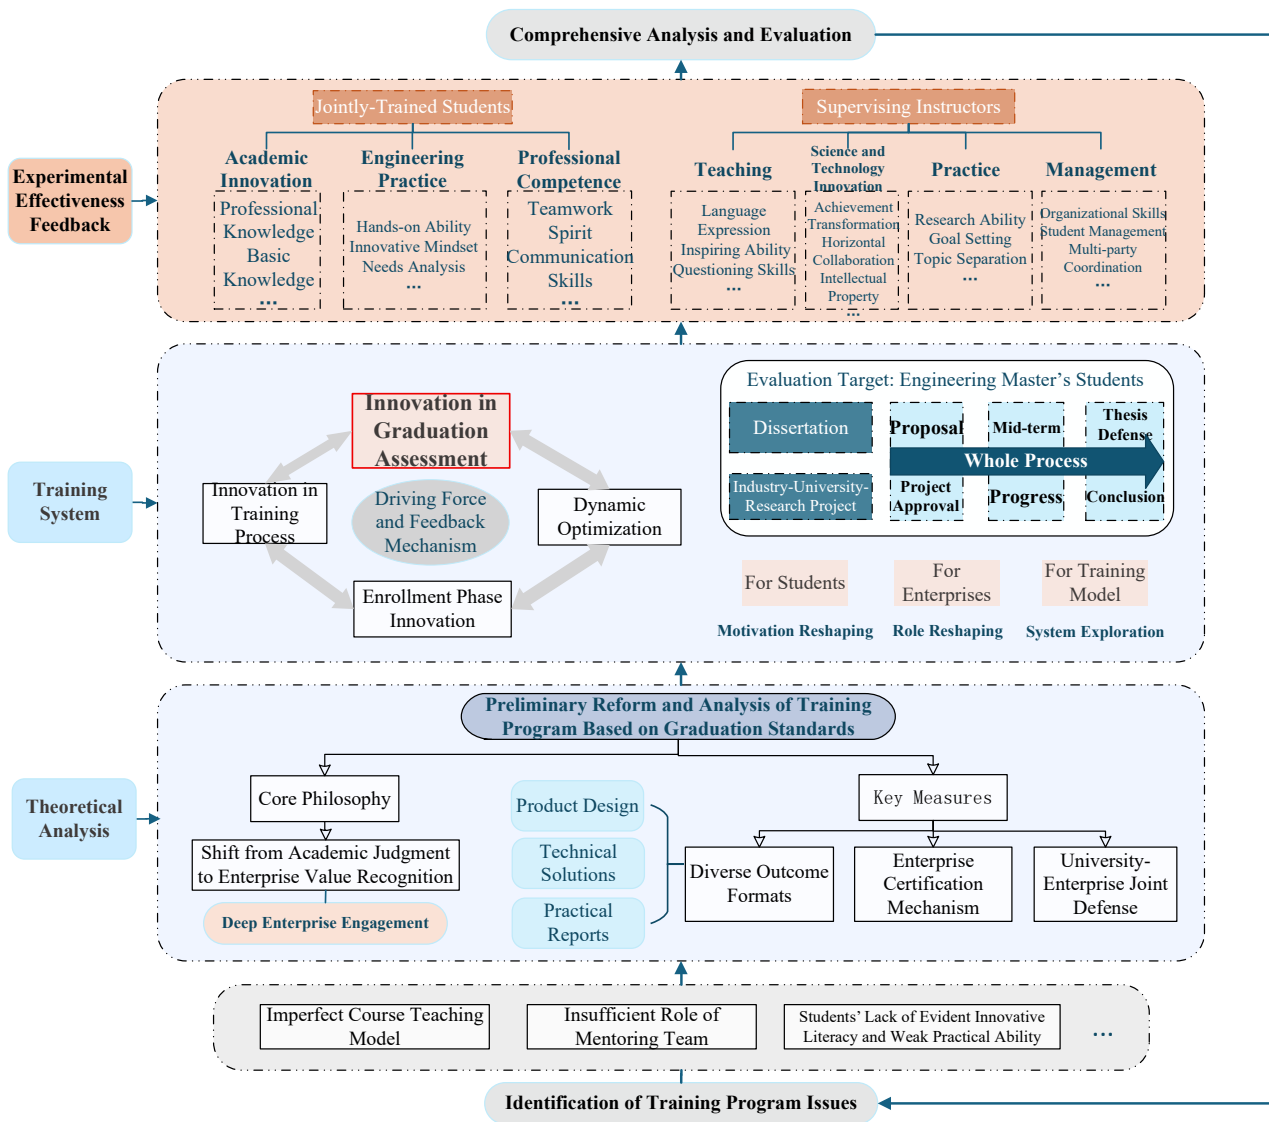 Comprehensive Analysis and Evaluation
Jointly-Trained Students
Supervising Instructors
Experimental
Effectiveness
Feedback
Academic
Innovation
Professional
Knowledge
Basic
Knowledge
...
Engineering
Practice
Hands-on Ability
Innovative Mindset
Needs Analysis
...
Professional
Competence
Teamwork
Spirit
Communication
Skills
...
Teaching
Language
Expression
Inspiring Ability
Questioning Skills
...
Science and
Technology
Innovation
Achievement
Transformation
Horizontal
Collaboration
Intellectual
Property
...
Practice
Research Ability
Goal Setting
Topic Separation
...
Management
Organizational Skills
Student Management
Multi-party
Coordination
...
Training
System
Innovation in
Graduation
Assessment
Innovation in
Training
Process
Driving Force
and Feedback
Mechanism
Dynamic
Optimization
Enrollment Phase
Innovation
Evaluation Target: Engineering Master's Students
Dissertation
Proposal
Mid-term
Thesis
Defense
Whole Process
Industry-University-
Research Project
Project
Approval
Progress
Conclusion
For Students
For
Enterprises
For Training
Model
Motivation Reshaping
Role Reshaping
System Exploration
Theoretical
Analysis
Preliminary Reform and Analysis of Training
Program Based on Graduation Standards
Core Philosophy
Shift from Academic Judgment
to Enterprise Value Recognition
Deep Enterprise Engagement
Product Design
Technical
Solutions
Practical
Reports
Key Measures
Diverse Outcome
Formats
Enterprise
Certification
Mechanism
University-
Enterprise Joint
Defense
Imperfect Course Teaching
Model
Insufficient Role of
Mentoring Team
Students' Lack of Evident Innovative
Literacy and Weak Practical Ability
...
Identification of Training Program Issues